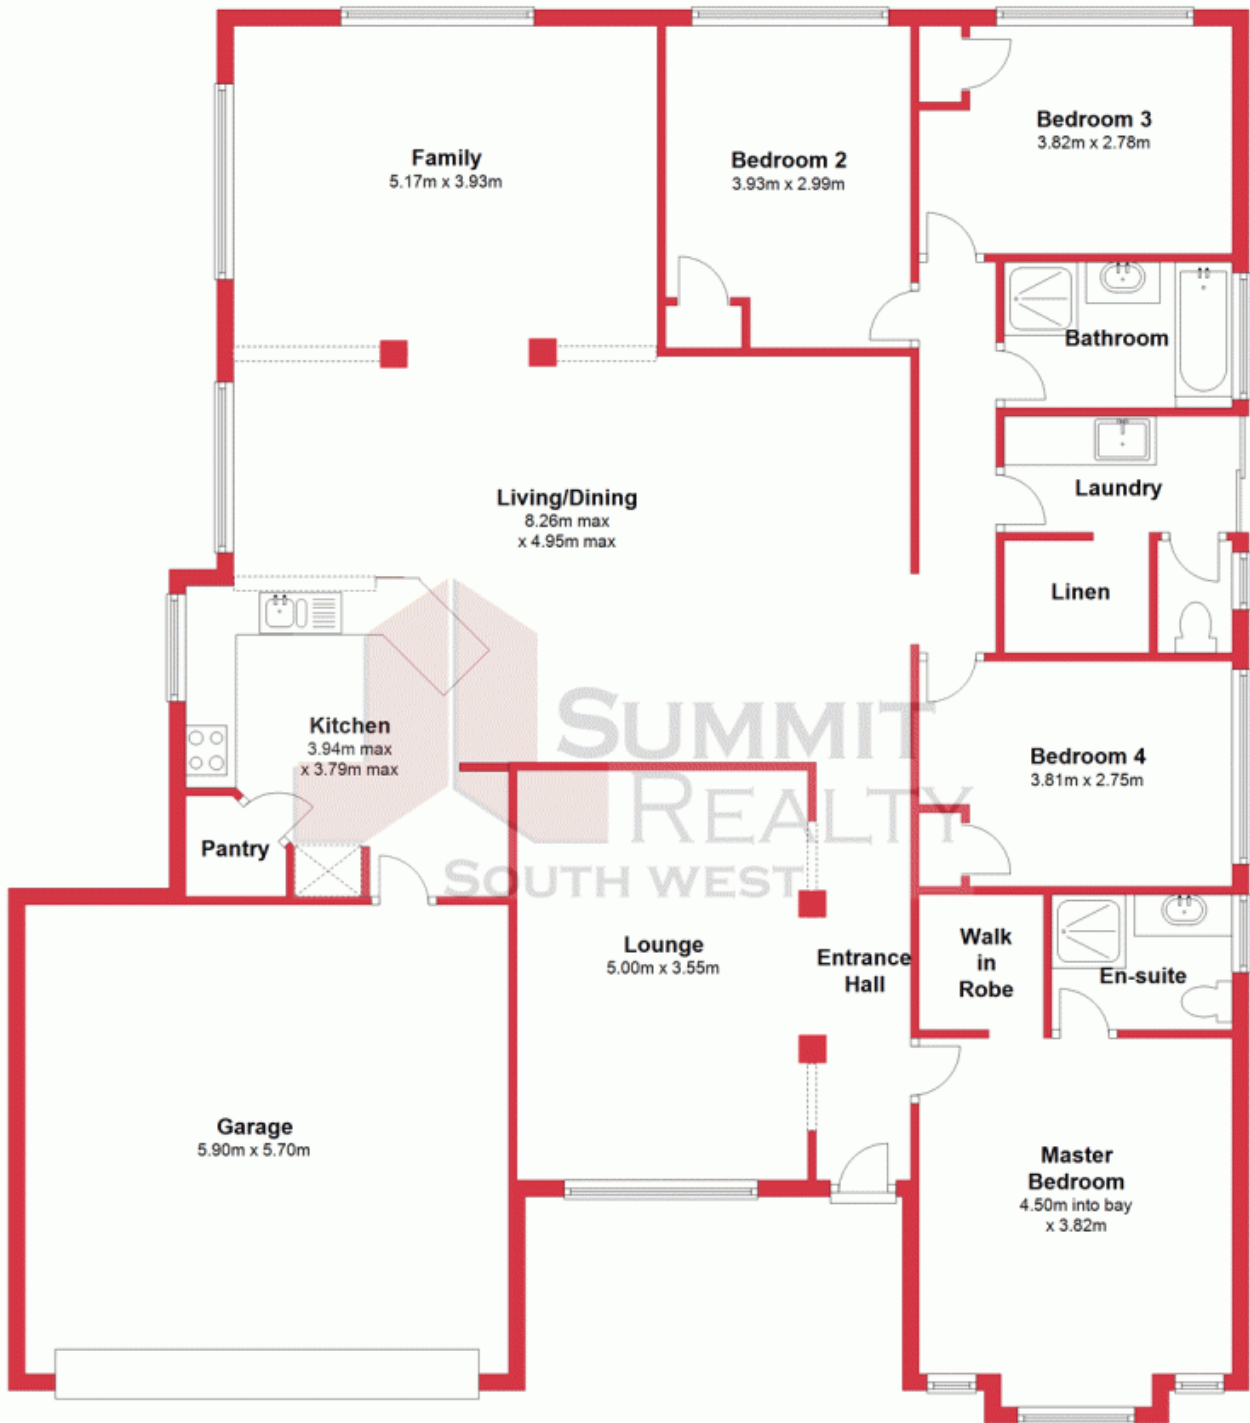 Family
5.17m x 3.93m
Bedroom 2
3.93m x 2.99m
Bedroom 3
3.82m x 2.78m
Bathroom
Living/Dining
8.26m max
x 4.95m max
Laundry
Linen
Kitchen
3.94m max
x 3.79m max
Pantry
SUMMIT
REALTY
SOUTH WEST
Bedroom 4
3.81m x 2.75m
Lounge
5.00m x 3.55m
Entrance
Hall
Walk
in
Robe
En-suite
Garage
5.90m x 5.70m
Master
Bedroom
4.50m into bay
x 3.82m